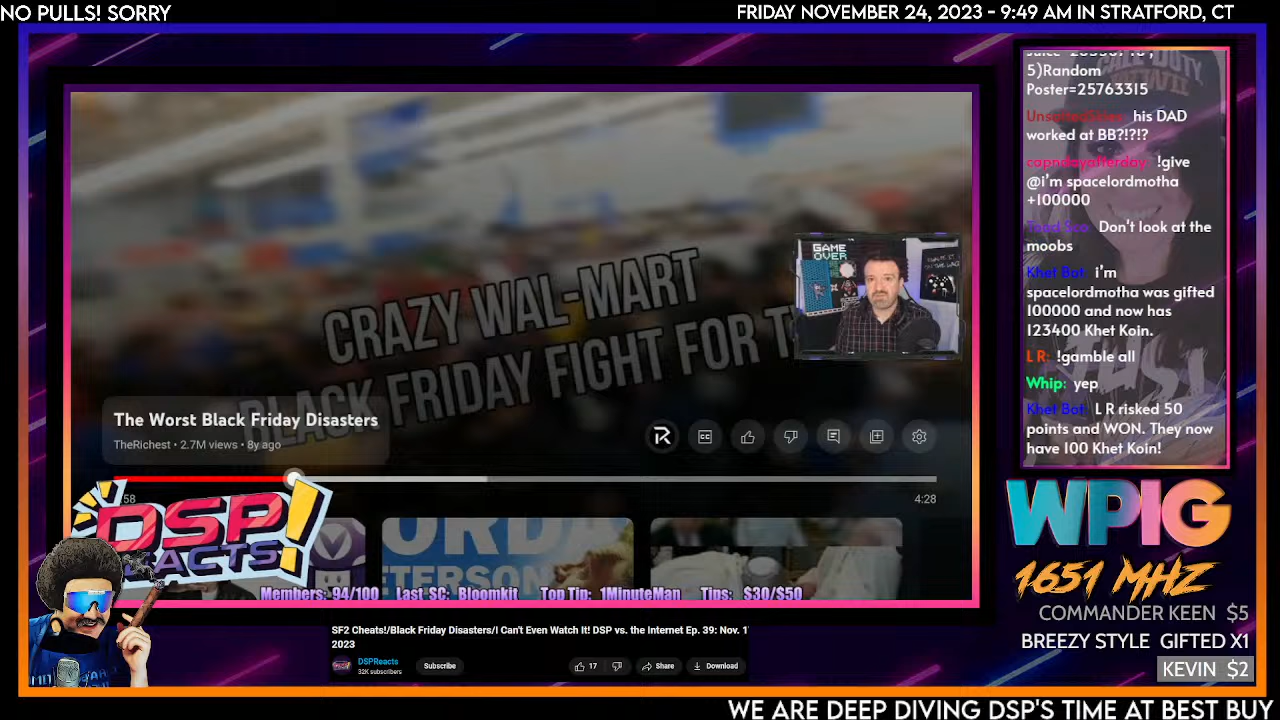 NO PULLS! SORRY
FRIDAY NOVEMBER 24, 2023 - 9:49 AM IN STRATFORD, CT
5)Random
Poster=25763315
his DAD
worked at BB?!?!?
capndayafterday: !give
@i'm spacelordmotha
+100000
Don't look at the
moobs
Khet Bot: i'm
spacelordmotha was gifted
100000 and now has
123400 Khet Koin.
L R: !gamble all
Whip: yep
Khet Bot: L R risked 50
points and WON. They now
have 100 Khet Koin!
GAME
OVER
CRAZY WAL-MART
BLACK FRIDAY FIGHT FOR T
The Worst Black Friday Disasters
TheRichest • 2.7M views • 8y ago
CC
:58
4:28
DSP!
REACTS
ORD
PETERSON
Members: 94/100 Last SC: Bloomkit Top Tip: 1MinuteMan Tips: $30/$50
SF2 Cheats!/Black Friday Disasters/I Can't Even Watch It! DSP vs. the Internet Ep. 39: Nov. 1
2023
DSPReacts
32K subscribers
Subscribe
17
Share
Download
WPIG
1651 MHZ
COMMANDER KEEN $5
BREEZY STYLE GIFTED X1
KEVIN $2
WE ARE DEEP DIVING DSP'S TIME AT BEST BUY